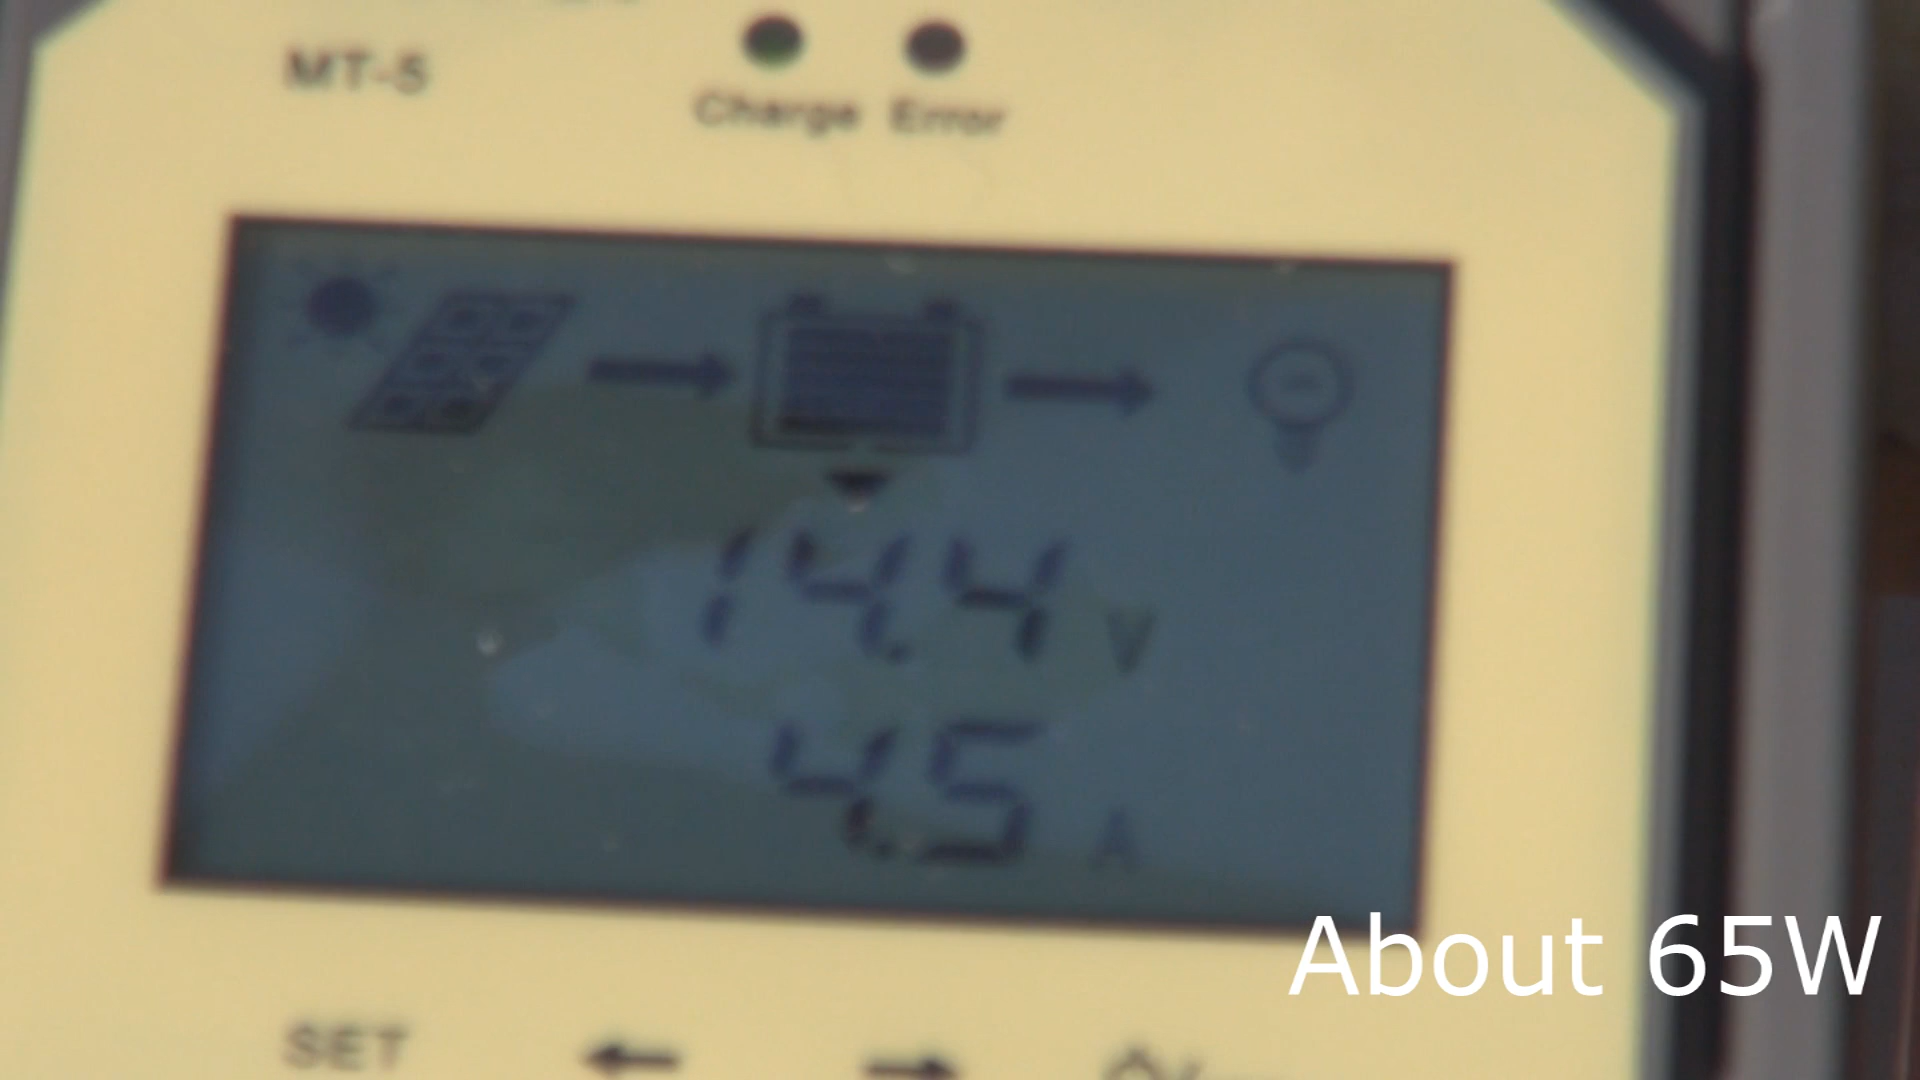 MT-5
Charge Error
14.4 V
4.5 A
About 65W
SET